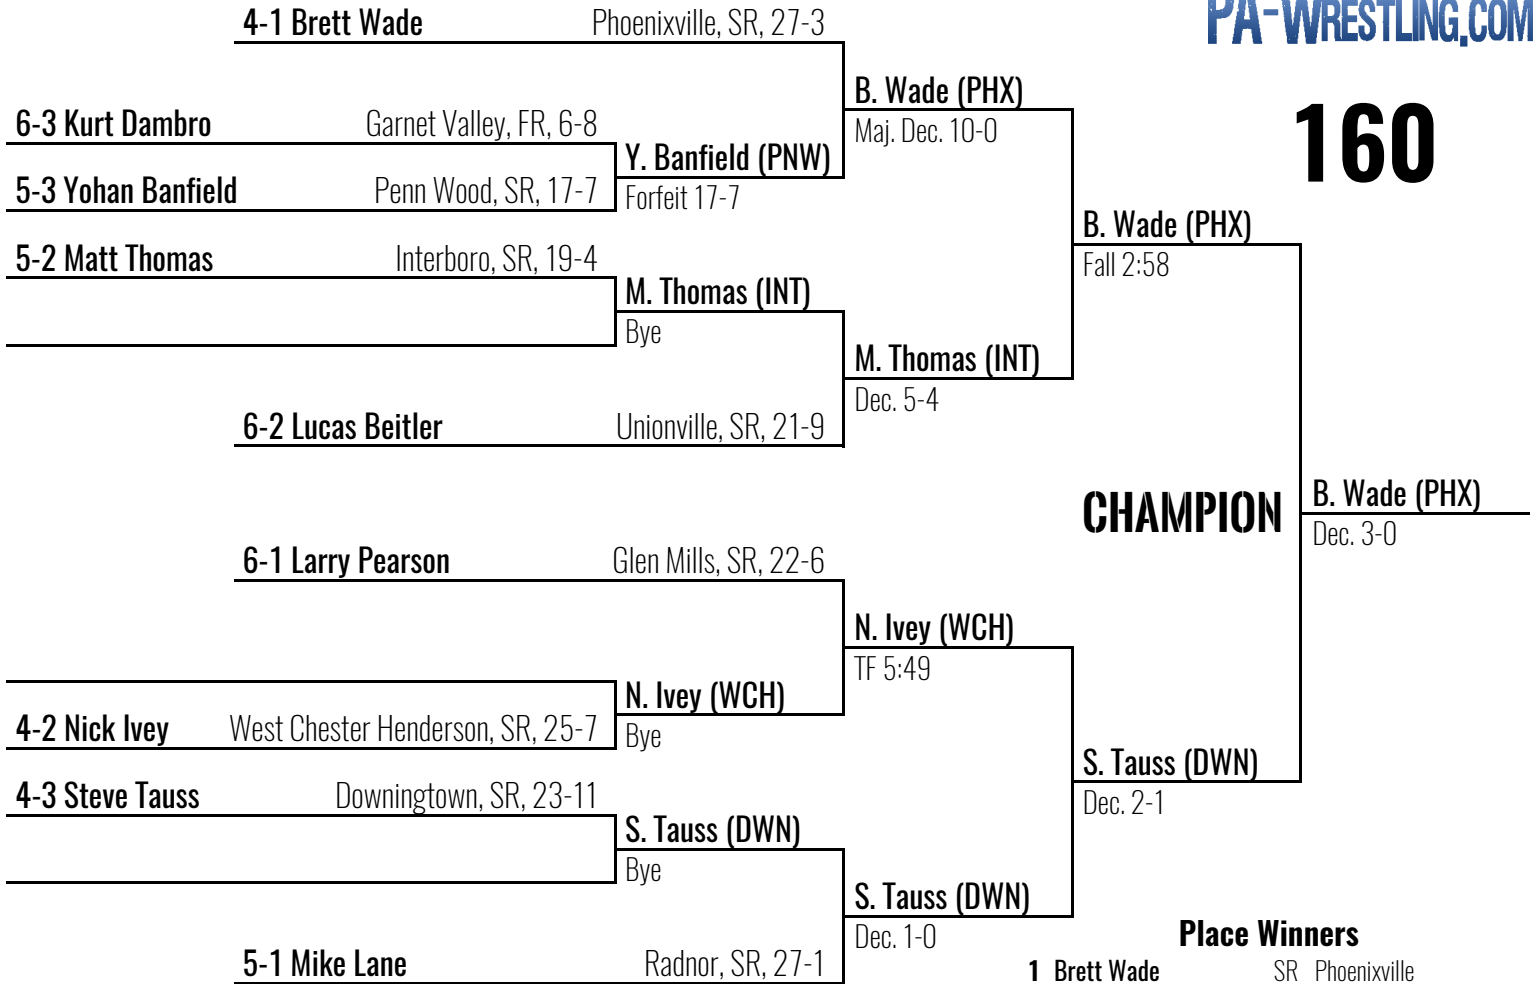 PA-WRESTLING.COM
160
4-1 Brett Wade Phoenixville, SR, 27-3
B. Wade (PHX)
Maj. Dec. 10-0
6-3 Kurt Dambro Garnet Valley, FR, 6-8
Y. Banfield (PNW)
Forfeit 17-7
5-3 Yohan Banfield Penn Wood, SR, 17-7
B. Wade (PHX)
Fall 2:58
5-2 Matt Thomas Interboro, SR, 19-4
M. Thomas (INT)
Bye
M. Thomas (INT)
Dec. 5-4
6-2 Lucas Beitler Unionville, SR, 21-9
CHAMPION
B. Wade (PHX)
Dec. 3-0
6-1 Larry Pearson Glen Mills, SR, 22-6
N. Ivey (WCH)
TF 5:49
N. Ivey (WCH)
Bye
4-2 Nick Ivey West Chester Henderson, SR, 25-7
S. Tauss (DWN)
Dec. 2-1
4-3 Steve Tauss Downingtown, SR, 23-11
S. Tauss (DWN)
Bye
S. Tauss (DWN)
Dec. 1-0
5-1 Mike Lane Radnor, SR, 27-1
Place Winners
1 Brett Wade SR Phoenixville